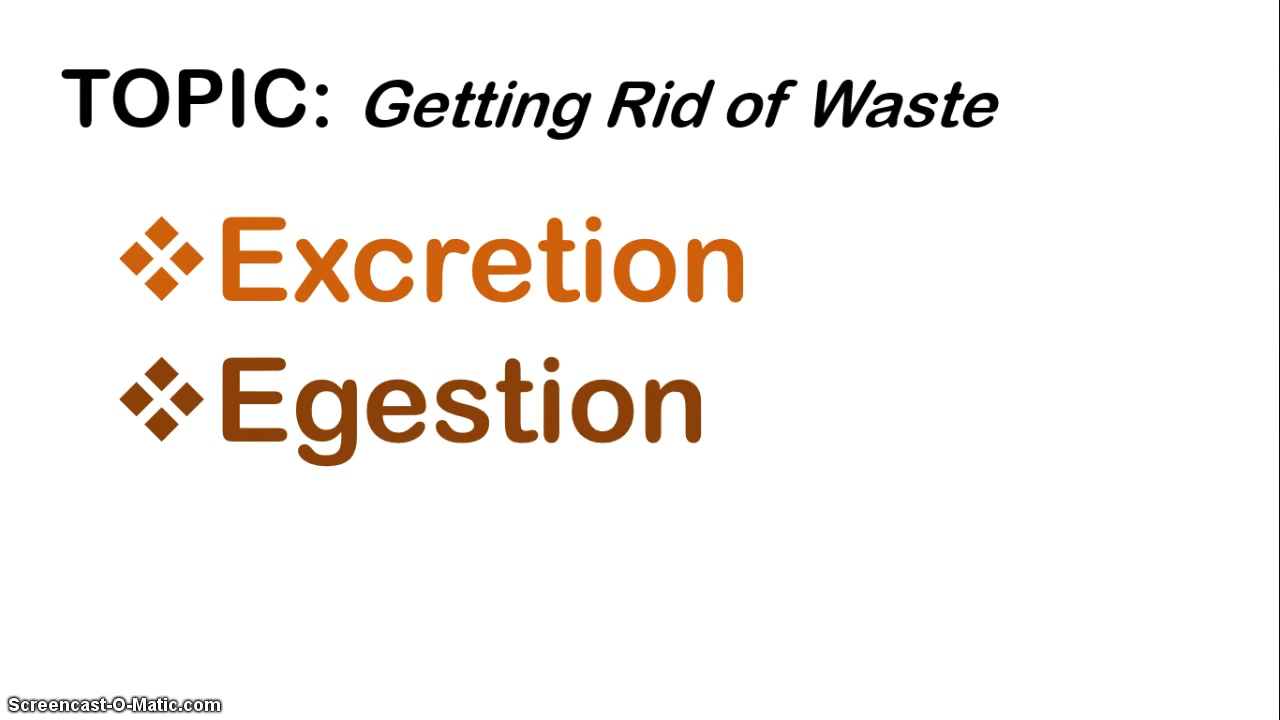 TOPIC: Getting Rid of Waste
❖Excretion
❖Egestion
Screencast-O-Matic.com